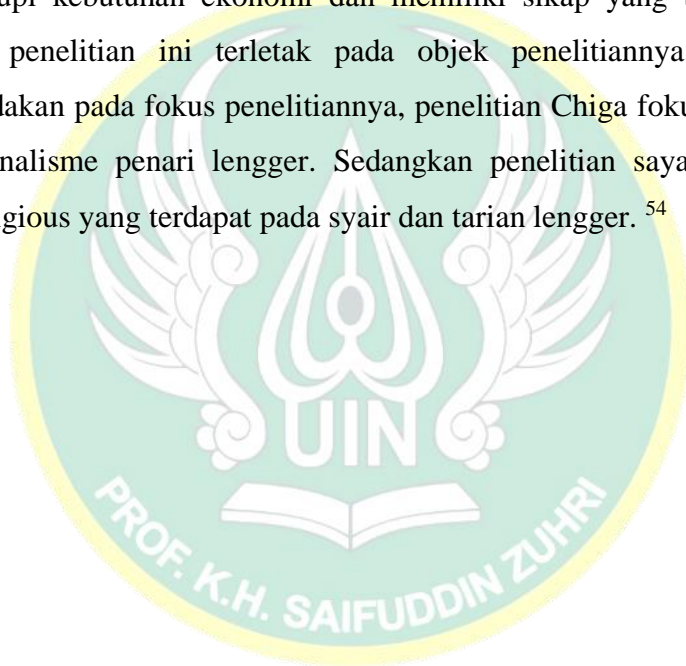 kebutuhan ekonomi dan memiliki sikap yang
penelitian ini terletak pada objek penelitiannya
pada fokus penelitiannya, penelitian Chiga
penari lengger. Sedangkan penelitian saya
yang terdapat pada syair dan tarian lengger. 54
UIN
PROF. K.H. SAIFUDDIN ZUHRI